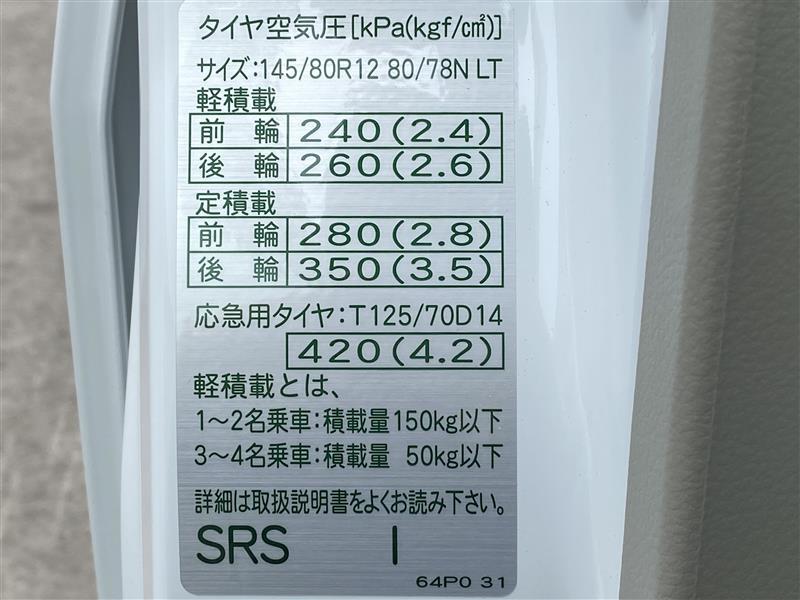 タイヤ空気圧[kPa(kgf/c㎡)]
サイズ:145/80R12 80/78N LT
軽積載
前 輪 240(2.4)
後 輪 260(2.6)
定積載
前 輪 280(2.8)
後 輪 350(3.5)
応急用タイヤ:T125/70D14
420(4.2)
軽積載とは、
1～2名乗車:積載量150kg以下
3～4名乗車:積載量 50kg以下
詳細は取扱説明書をよくお読み下さい。
SRS I
64P0 31